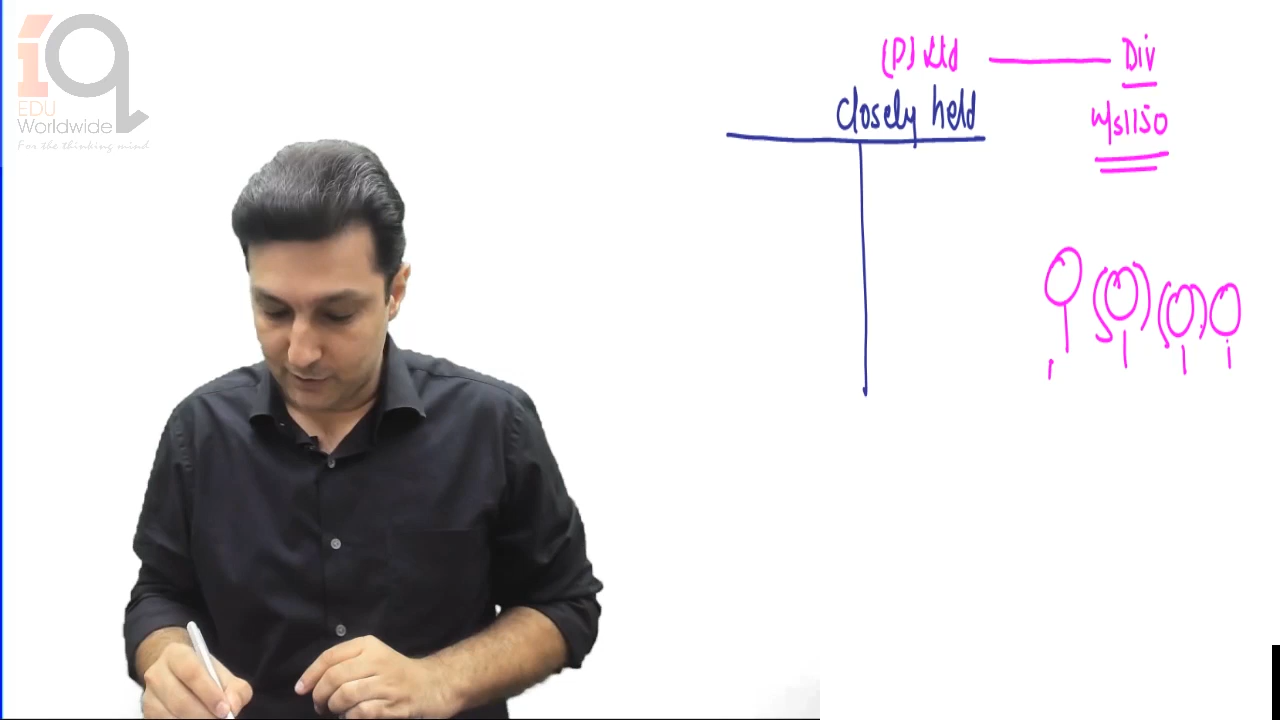 iQ
EDU
Worldwide
For the thinking mind
(P) Ltd — Div
Closely held
u/s 115O